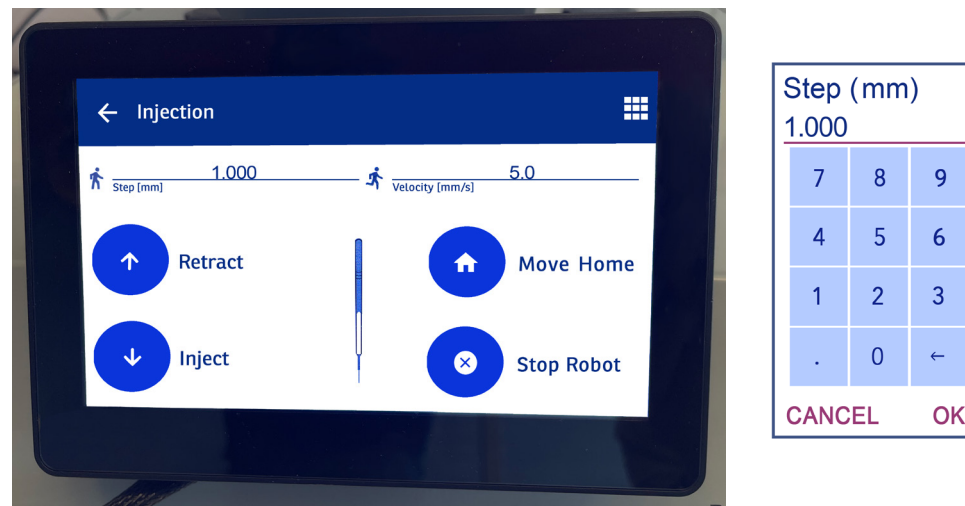 Injection
1.000
Step [mm]
5.0
Velocity [mm/s]
Retract
Move Home
Inject
Stop Robot
Step (mm)
1.000
7 8 9
4 5 6
1 2 3
. 0 ←
CANCEL OK